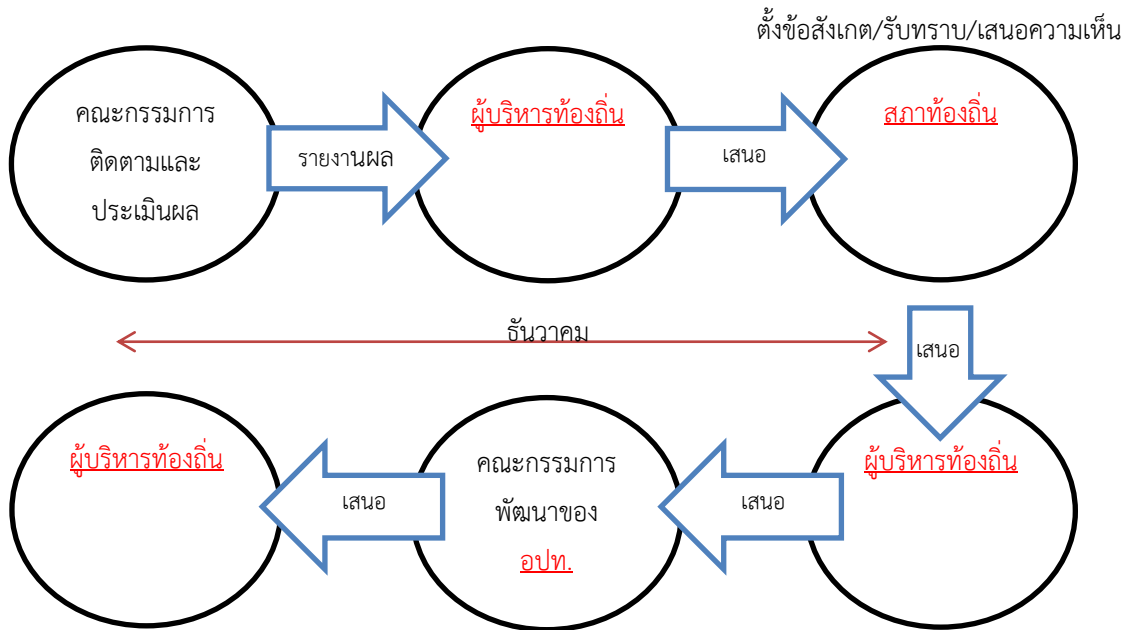 ตั้งข้อสังเกต/รับทราบ/เสนอความเห็น
คณะกรรมการ
ติดตามและ
ประเมินผล
รายงานผล
ผู้บริหารท้องถิ่น
เสนอ
สภาท้องถิ่น
ธันวาคม
เสนอ
ผู้บริหารท้องถิ่น
เสนอ
คณะกรรมการ
พัฒนาของ
อปท.
เสนอ
ผู้บริหารท้องถิ่น